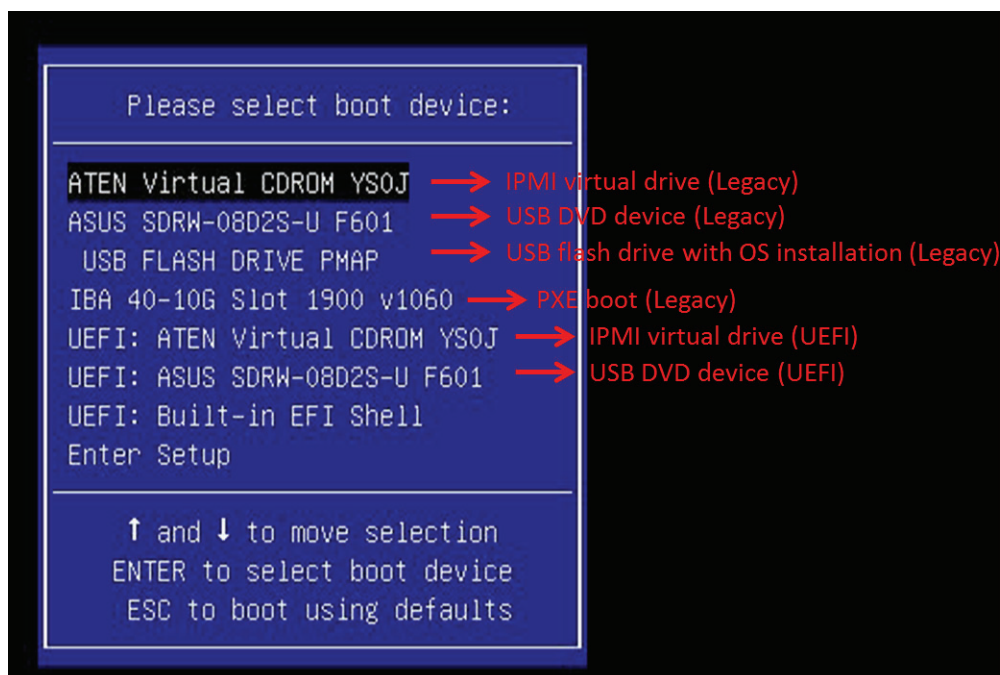 Please select boot device:
ATEN Virtual CDROM YS0J → IPMI virtual drive (Legacy)
ASUS SDRW-08D2S-U F601 → USB DVD device (Legacy)
USB FLASH DRIVE PMAP → USB flash drive with OS installation (Legacy)
IBA 40-10G Slot 1900 v1060 → PXE boot (Legacy)
UEFI: ATEN Virtual CDROM YS0J → IPMI virtual drive (UEFI)
UEFI: ASUS SDRW-08D2S-U F601 → USB DVD device (UEFI)
UEFI: Built-in EFI Shell
Enter Setup
↑ and ↓ to move selection
ENTER to select boot device
ESC to boot using defaults